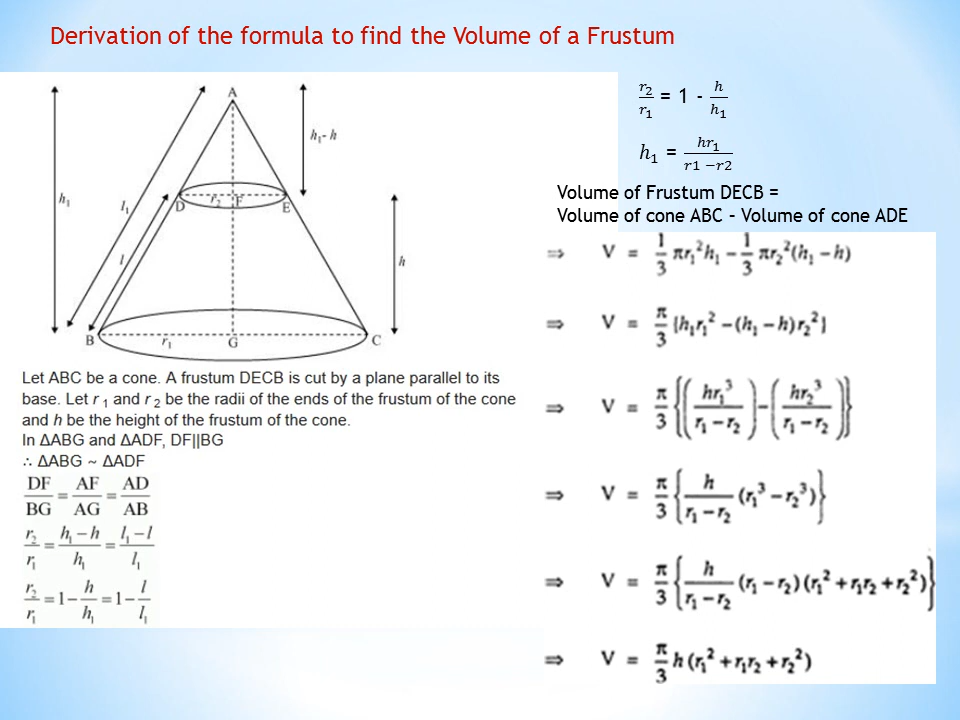 Derivation of the formula to find the Volume of a Frustum
A
h₁- h
h₁
l₁
D
r₂
F
E
l
h
B
r₁
G
C
Let ABC be a cone. A frustum DECB is cut by a plane parallel to its
base. Let r ₁ and r ₂ be the radii of the ends of the frustum of the cone
and h be the height of the frustum of the cone.
In ΔABG and ΔADF, DF||BG
∴ ΔABG ~ ΔADF
DF/BG = AF/AG = AD/AB
r₂/r₁ = (h₁ – h)/h₁ = (l₁ – l)/l₁
r₂/r₁ = 1 – h/h₁ = 1 – l/l₁
r₂/r₁ = 1 - h/h₁
h₁ = hr₁/(r1 −r2)
Volume of Frustum DECB =
Volume of cone ABC – Volume of cone ADE
⇒ V = 1/3 πr₁²h₁ – 1/3 πr₂²(h₁ – h)
⇒ V = π/3 {h₁r₁² – (h₁ – h)r₂²}
⇒ V = π/3 {(hr₁³/(r₁ – r₂)) – (hr₂³/(r₁ – r₂))}
⇒ V = π/3 {h/(r₁ – r₂) (r₁³ – r₂³)}
⇒ V = π/3 {h/(r₁ – r₂) (r₁ – r₂)(r₁² + r₁r₂ + r₂²)}
⇒ V = π/3 h(r₁² + r₁r₂ + r₂²)